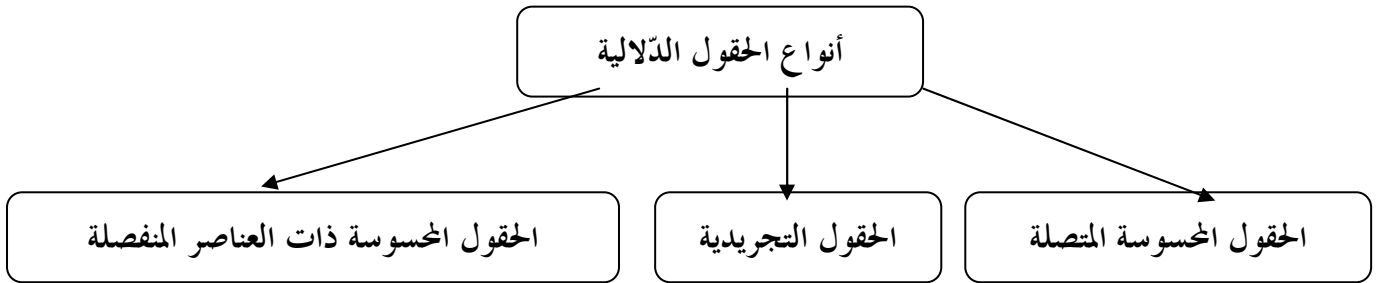 أنواع الحقول الدّلالية
الحقول المحسوسة المتصلة
الحقول التجريدية
الحقول المحسوسة ذات العناصر المنفصلة